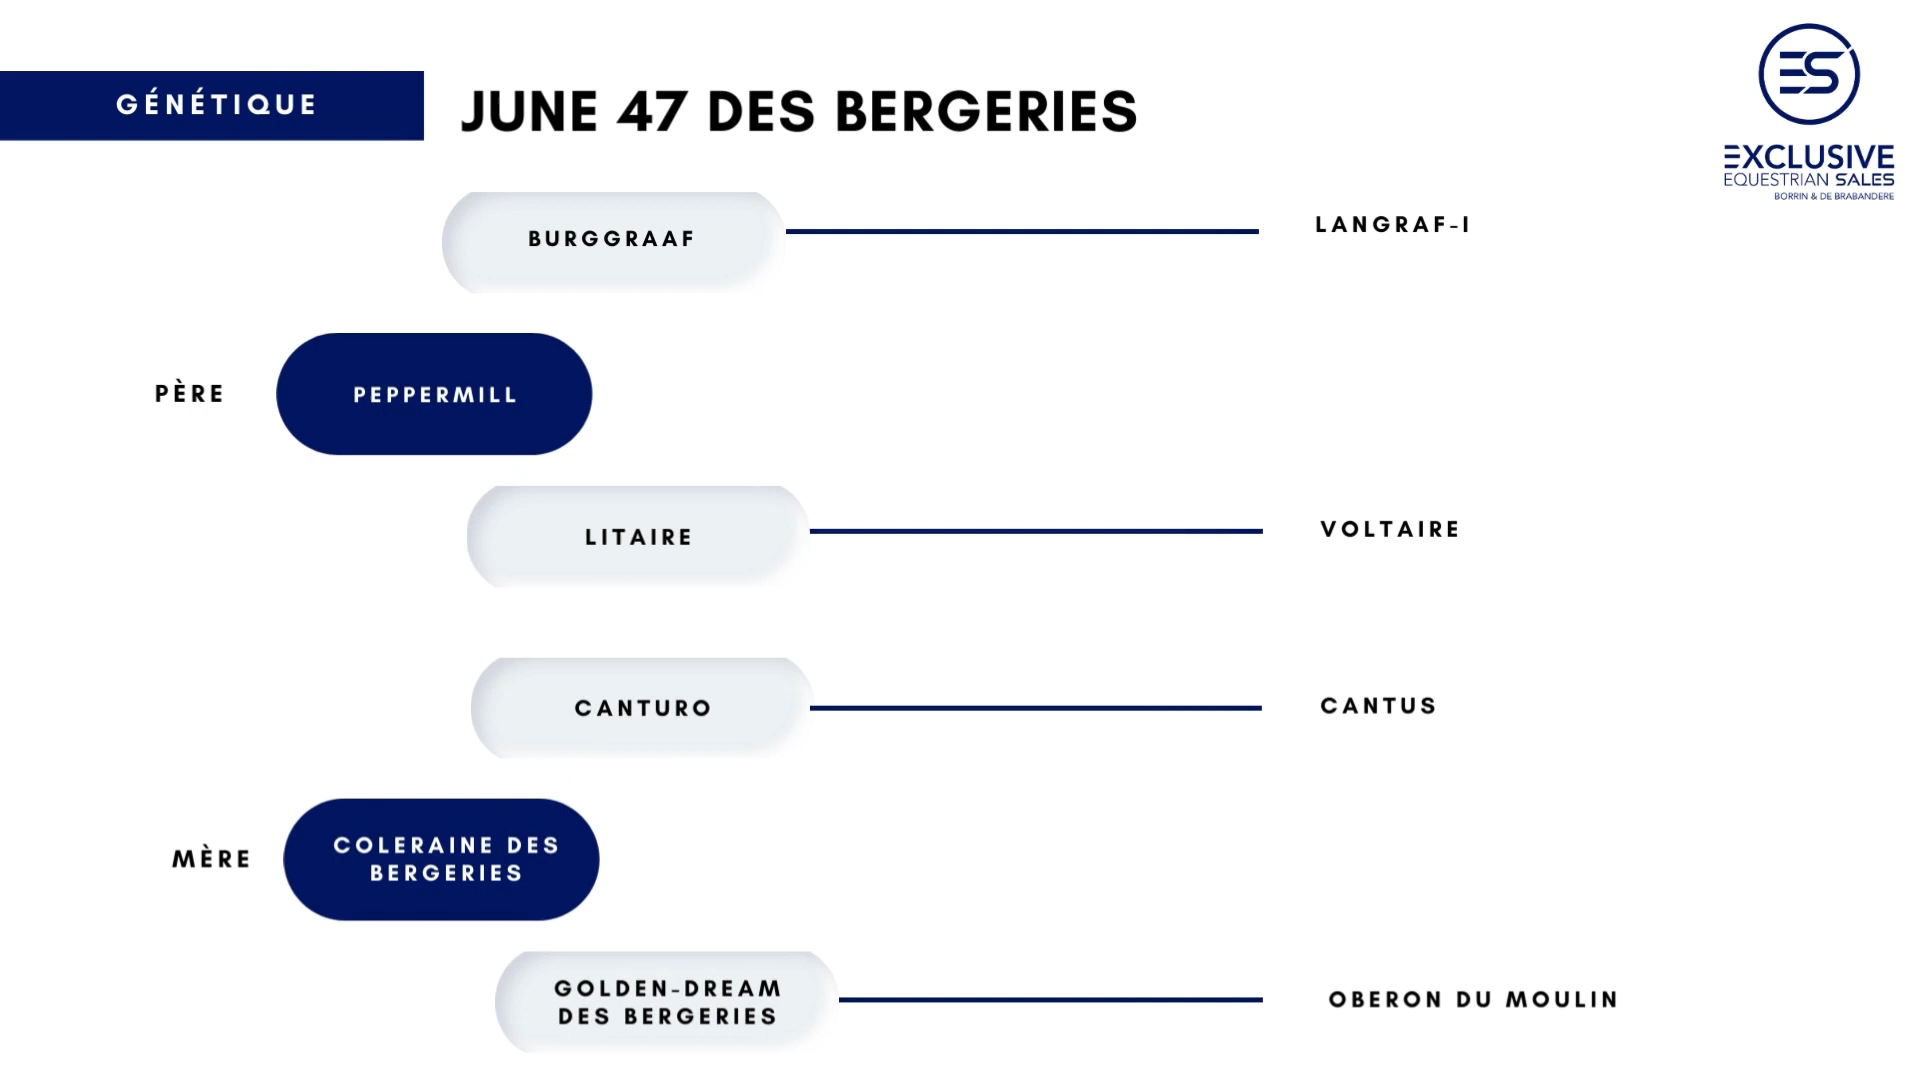 GÉNÉTIQUE
JUNE 47 DES BERGERIES
EXCLUSIVE
EQUESTRIAN SALES
BORRIN & DE BRABANDERE
BURGGRAAF
LANGRAF-I
PÈRE
PEPPERMILL
LITAIRE
VOLTAIRE
CANTURO
CANTUS
MÈRE
COLERAINE DES
BERGERIES
GOLDEN-DREAM
DES BERGERIES
OBERON DU MOULIN